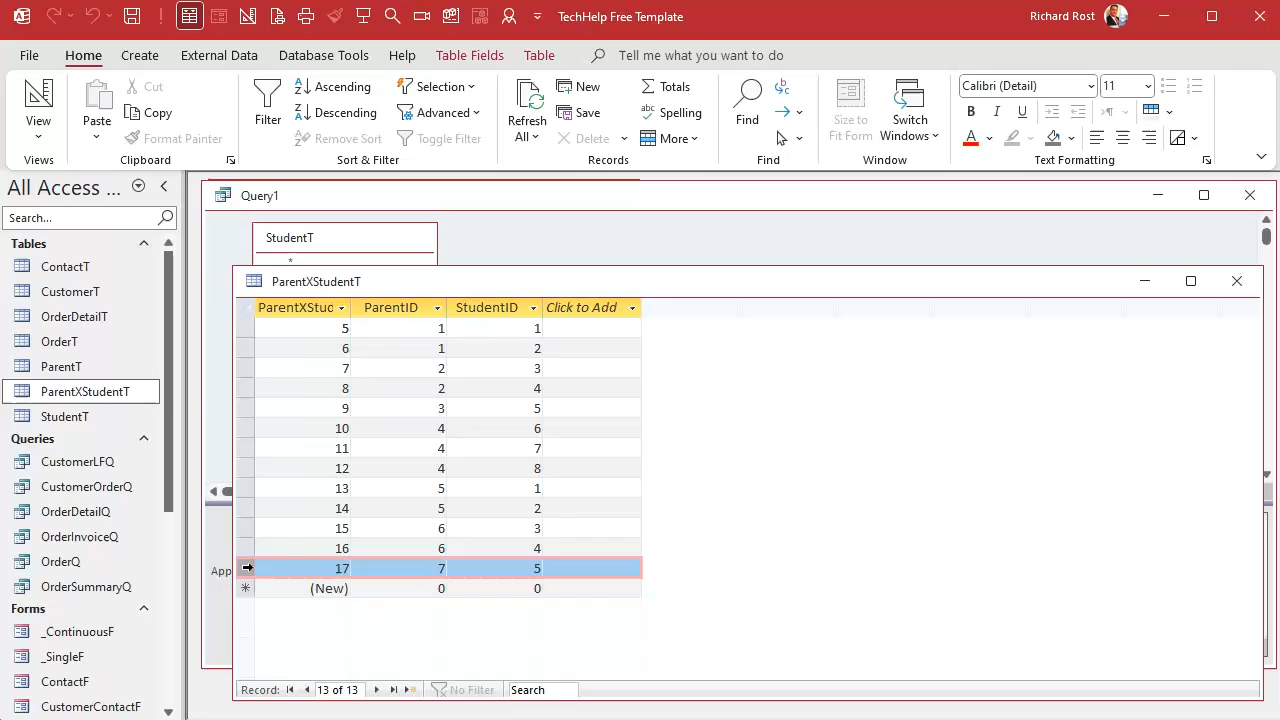 TechHelp Free Template
Richard Rost
File Home Create External Data Database Tools Help Table Fields Table Tell me what you want to do
View
Views
Paste
Cut
Copy
Format Painter
Clipboard
Filter
Ascending
Descending
Remove Sort
Selection
Advanced
Toggle Filter
Sort & Filter
Refresh
All
New
Save
Delete
Totals
Spelling
More
Records
Find
Find
Size to
Fit Form
Switch
Windows
Window
Calibri (Detail) 11
B I U
Text Formatting
All Access ...
Search...
Tables
ContactT
CustomerT
OrderDetailT
OrderT
ParentT
ParentXStudentT
StudentT
Queries
CustomerLFQ
CustomerOrderQ
OrderDetailQ
OrderInvoiceQ
OrderQ
OrderSummaryQ
Forms
_ContinuousF
_SingleF
ContactF
CustomerContactF
Query1
StudentT
*
App
ParentXStudentT
ParentXStud ParentID StudentID Click to Add
5 1 1
6 1 2
7 2 3
8 2 4
9 3 5
10 4 6
11 4 7
12 4 8
13 5 1
14 5 2
15 6 3
16 6 4
17 7 5
(New) 0 0
Record: 13 of 13 No Filter Search